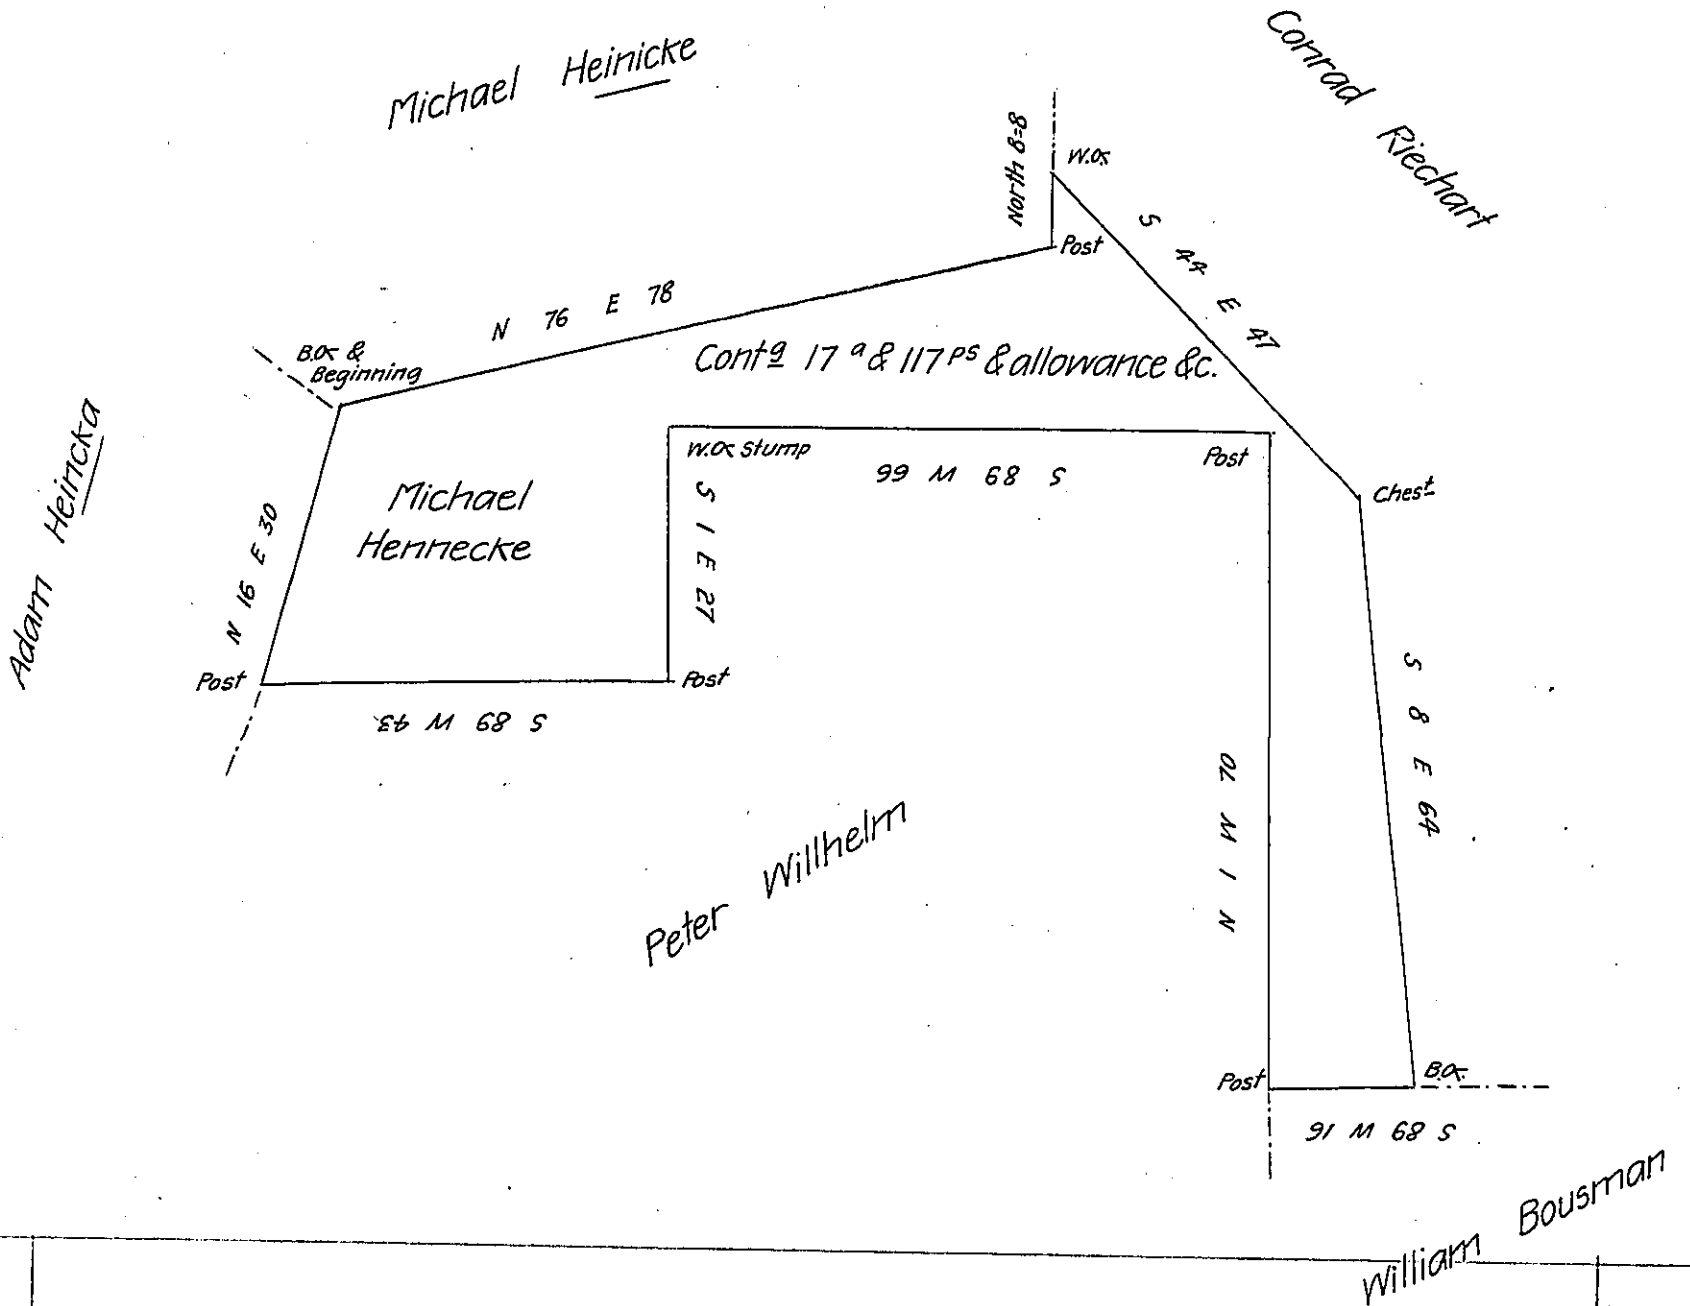 Michael Heinicke
Conrad Riechart
North 8=8
W.O.
Post
S 44 E 47
N 76 E 78
B.O. &
Beginning
Contg 17 a & 117 ps & allowance &c.
Adam Heincka
W.O. Stump
S 89 W 66
Post
Chest
Michael
Hennecke
S 1 E 27
N 16 E 30
Post
Post
S 89 W 43
S 8 E 64
N 1 W 70
Peter Willhelm
Post
B.O.
S 89 W 16
William Bousman